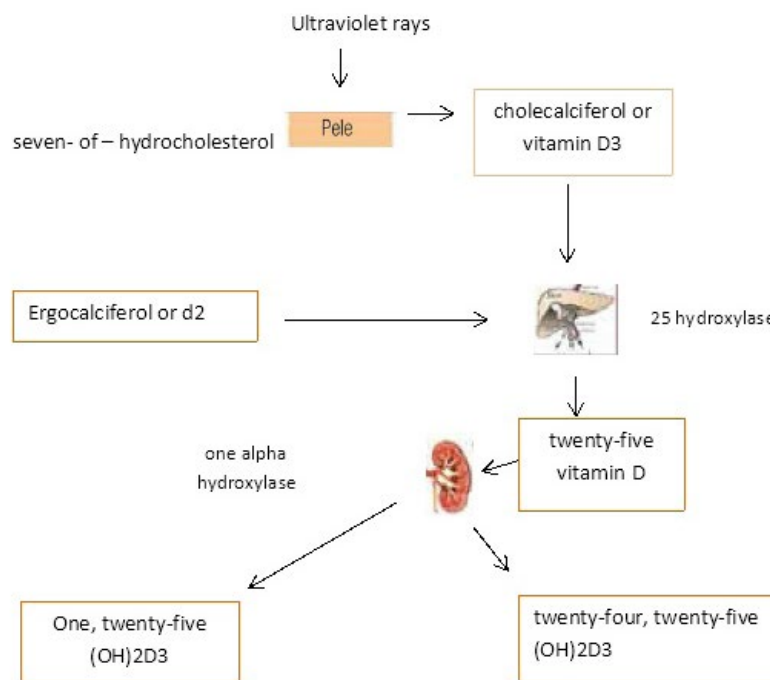 Ultraviolet rays
cholecalciferol or
vitamin D3
Pele
seven- of – hydrocholesterol
Ergocalciferol or d2
25 hydroxylase
twenty-five
vitamin D
one alpha
hydroxylase
One, twenty-five
(OH)2D3
twenty-four, twenty-five
(OH)2D3